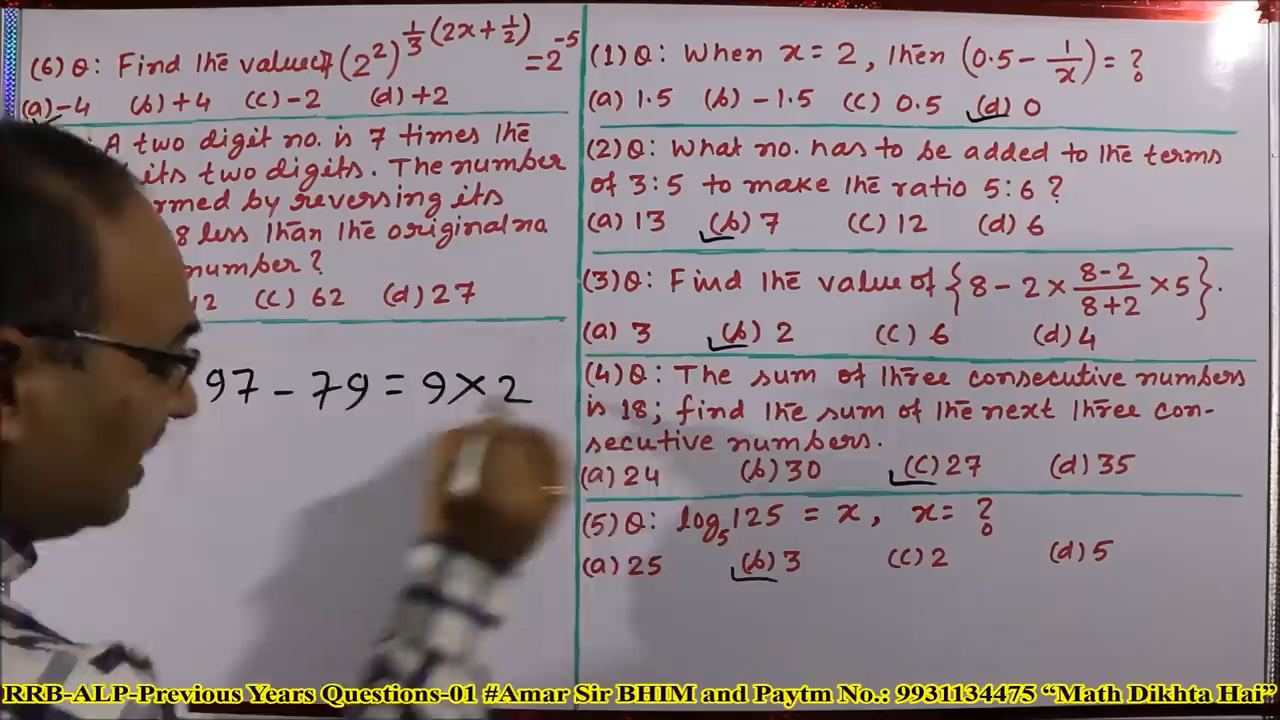 (6) Q: Find the value of (2²)^⅓(2x+½) = 2⁻⁵
(a) -4 (b) +4 (c) -2 (d) +2
A two digit no. is 7 times the
its two digits. The number
rmed by reversing its
8 less than the original no
number?
12 (c) 62 (d) 27
97 - 79 = 9 × 2
(1) Q: When x = 2, then (0.5 - 1/x) = ?
(a) 1.5 (b) -1.5 (c) 0.5 (d) 0
(2) Q: What no. has to be added to the terms
of 3:5 to make the ratio 5:6?
(a) 13 (b) 7 (c) 12 (d) 6
(3) Q: Find the value of {8 - 2 × (8-2)/(8+2) × 5}.
(a) 3 (b) 2 (c) 6 (d) 4
(4) Q: The sum of three consecutive numbers
is 18; find the sum of the next three con-
secutive numbers.
(a) 24 (b) 30 (c) 27 (d) 35
(5) Q: log₅125 = x, x = ?
(a) 25 (b) 3 (c) 2 (d) 5
RRB-ALP-Previous Years Questions-01 #Amar Sir BHIM and Paytm No.: 9931134475 “Math Dikhta Hai”